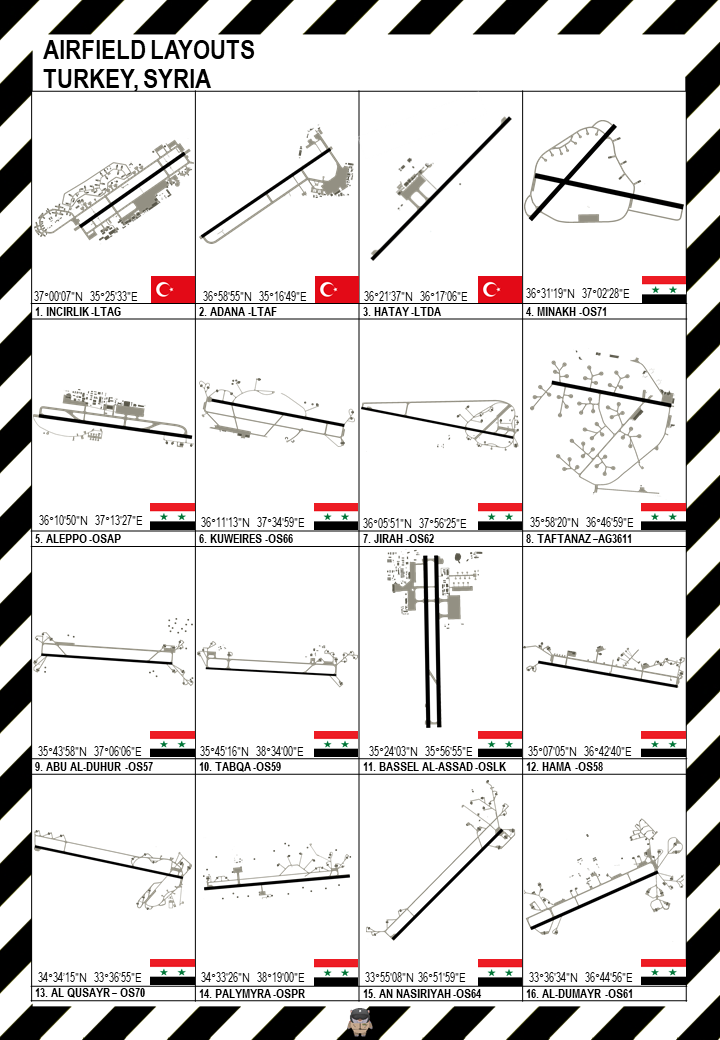 AIRFIELD LAYOUTS
TURKEY, SYRIA
37°00'07"N 35°25'33"E
1. INCIRLIK -LTAG
36°58'55"N 35°16'49"E
2. ADANA -LTAF
36°21'37"N 36°17'06"E
3. HATAY -LTDA
36°31'19"N 37°02'28"E
4. MINAKH -OS71
36°10'50"N 37°13'27"E
5. ALEPPO -OSAP
36°11'13"N 37°34'59"E
6. KUWEIRES -OS66
36°05'51"N 37°56'25"E
7. JIRAH -OS62
35°58'20"N 36°46'59"E
8. TAFTANAZ –AG3611
35°43'58"N 37°06'06"E
9. ABU AL-DUHUR -OS57
35°45'16"N 38°34'00"E
10. TABQA -OS59
35°24'03"N 35°56'55"E
11. BASSEL AL-ASSAD -OSLK
35°07'05"N 36°42'40"E
12. HAMA -OS58
34°34'15"N 33°36'55"E
13. AL QUSAYR – OS70
34°33'26"N 38°19'00"E
14. PALYMYRA -OSPR
33°55'08"N 36°51'59"E
15. AN NASIRIYAH -OS64
33°36'34"N 36°44'56"E
16. AL-DUMAYR -OS61